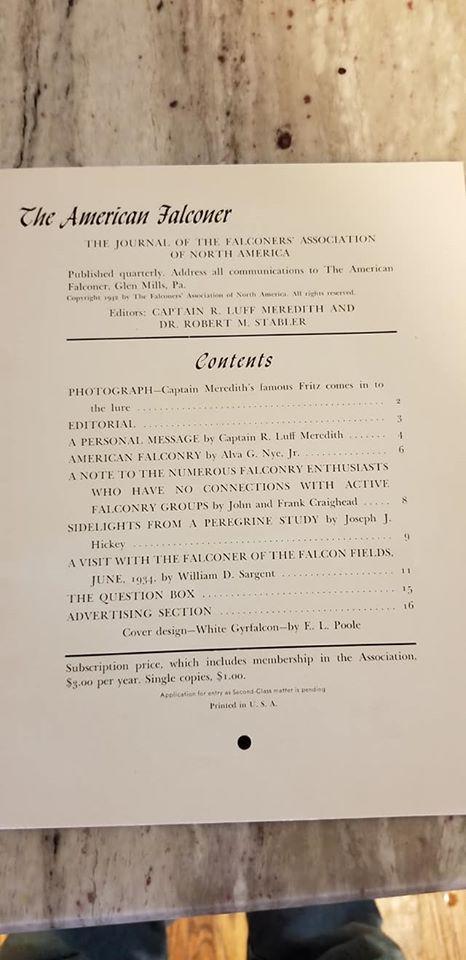 The American Falconer
THE JOURNAL OF THE FALCONERS' ASSOCIATION
OF NORTH AMERICA
Published quarterly. Address all communications to The American
Falconer, Glen Mills, Pa.
Copyright 1942 by The Falconers' Association of North America. All rights reserved.
Editors: CAPTAIN R. LUFF MEREDITH AND
DR. ROBERT M. STABLER
Contents
PHOTOGRAPH—Captain Meredith's famous Fritz comes in to
the lure . . . . . . . . . . . . . . . . . . . . 2
EDITORIAL . . . . . . . . . . . . . . . . . . . . 3
A PERSONAL MESSAGE by Captain R. Luff Meredith . . . . . . . 4
AMERICAN FALCONRY by Alva G. Nye, Jr. . . . . . . . . . . . . . 6
A NOTE TO THE NUMEROUS FALCONRY ENTHUSIASTS
WHO HAVE NO CONNECTIONS WITH ACTIVE
FALCONRY GROUPS by John and Frank Craighead . . . . . 8
SIDELIGHTS FROM A PEREGRINE STUDY by Joseph J.
Hickey . . . . . . . . . . . . . . . . . . . . 9
A VISIT WITH THE FALCONER OF THE FALCON FIELDS,
JUNE, 1934, by William D. Sargent . . . . . . . . . . . . . . . . . 11
THE QUESTION BOX . . . . . . . . . . . . . . . . . . . . 15
ADVERTISING SECTION . . . . . . . . . . . . . . . . . . . . 16
Cover design—White Gyrfalcon—by E. L. Poole
Subscription price, which includes membership in the Association,
$3.00 per year. Single copies, $1.00.
Application for entry as Second-Class matter is pending
Printed in U. S. A.